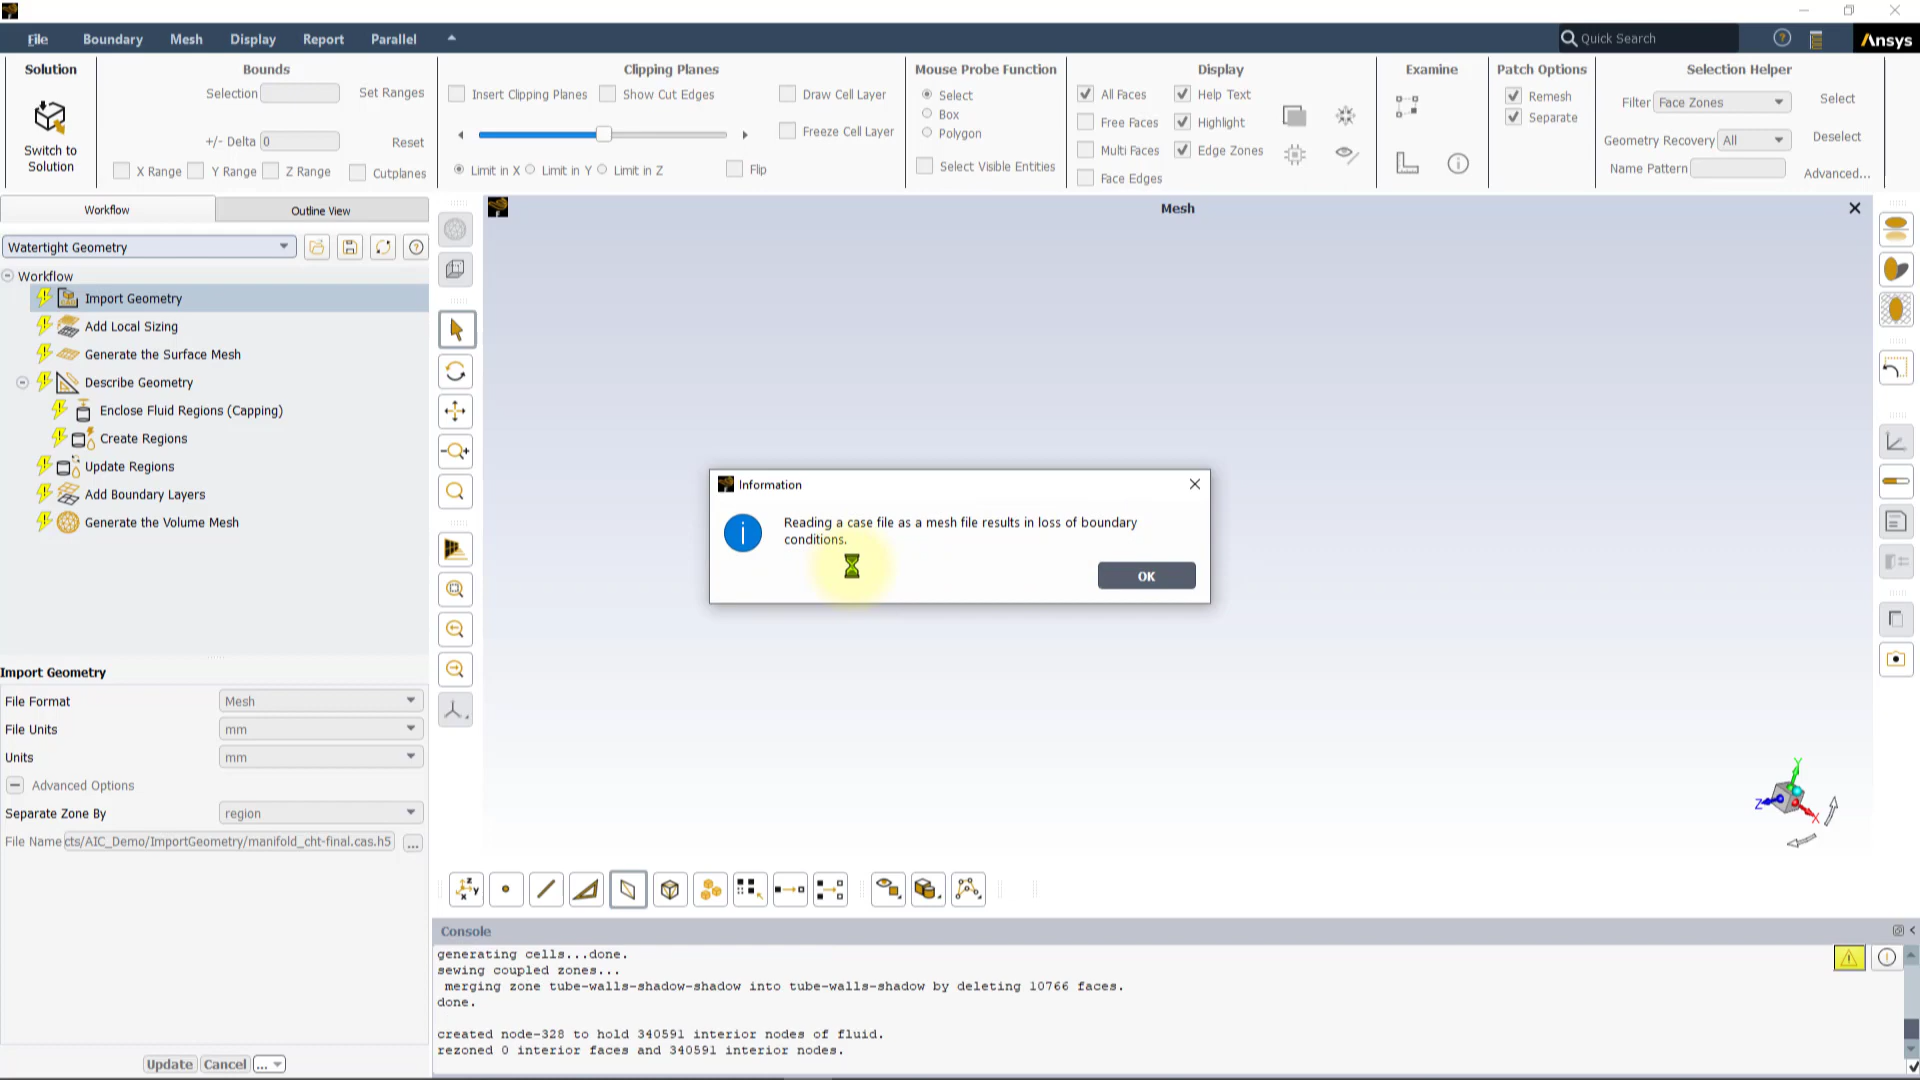 File Boundary Mesh Display Report Parallel Quick Search Ansys
Solution Bounds Clipping Planes Mouse Probe Function Display Examine Patch Options Selection Helper
Switch to
Solution
Selection Set Ranges
+/- Delta 0 Reset
X Range Y Range Z Range Cutplanes
Insert Clipping Planes Show Cut Edges Draw Cell Layer
Freeze Cell Layer
Limit in X Limit in Y Limit in Z Flip
Select
Box
Polygon
Select Visible Entities
All Faces Help Text
Free Faces Highlight
Multi Faces Edge Zones
Face Edges
Remesh
Separate
Filter Face Zones Select
Geometry Recovery All Deselect
Name Pattern Advanced...
Workflow Outline View
Mesh
Watertight Geometry
Workflow
Import Geometry
Add Local Sizing
Generate the Surface Mesh
Describe Geometry
Enclose Fluid Regions (Capping)
Create Regions
Update Regions
Add Boundary Layers
Generate the Volume Mesh
Information
Reading a case file as a mesh file results in loss of boundary
conditions.
OK
Import Geometry
File Format Mesh
File Units mm
Units mm
Advanced Options
Separate Zone By region
File Name cts/AIC_Demo/ImportGeometry/manifold_cht-final.cas.h5 ...
Update Cancel ...
Y
Z
X
Console
generating cells...done.
sewing coupled zones...
merging zone tube-walls-shadow-shadow into tube-walls-shadow by deleting 10766 faces.
done.
created node-328 to hold 340591 interior nodes of fluid.
rezoned 0 interior faces and 340591 interior nodes.